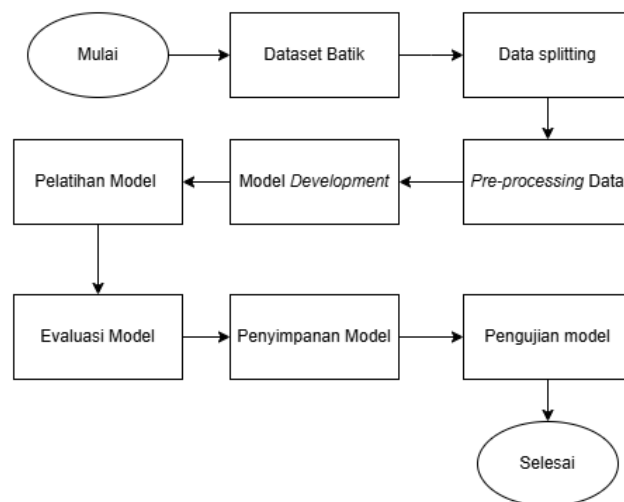 Mulai
Dataset Batik
Data splitting
Pre-processing Data
Model Development
Pelatihan Model
Evaluasi Model
Penyimpanan Model
Pengujian model
Selesai